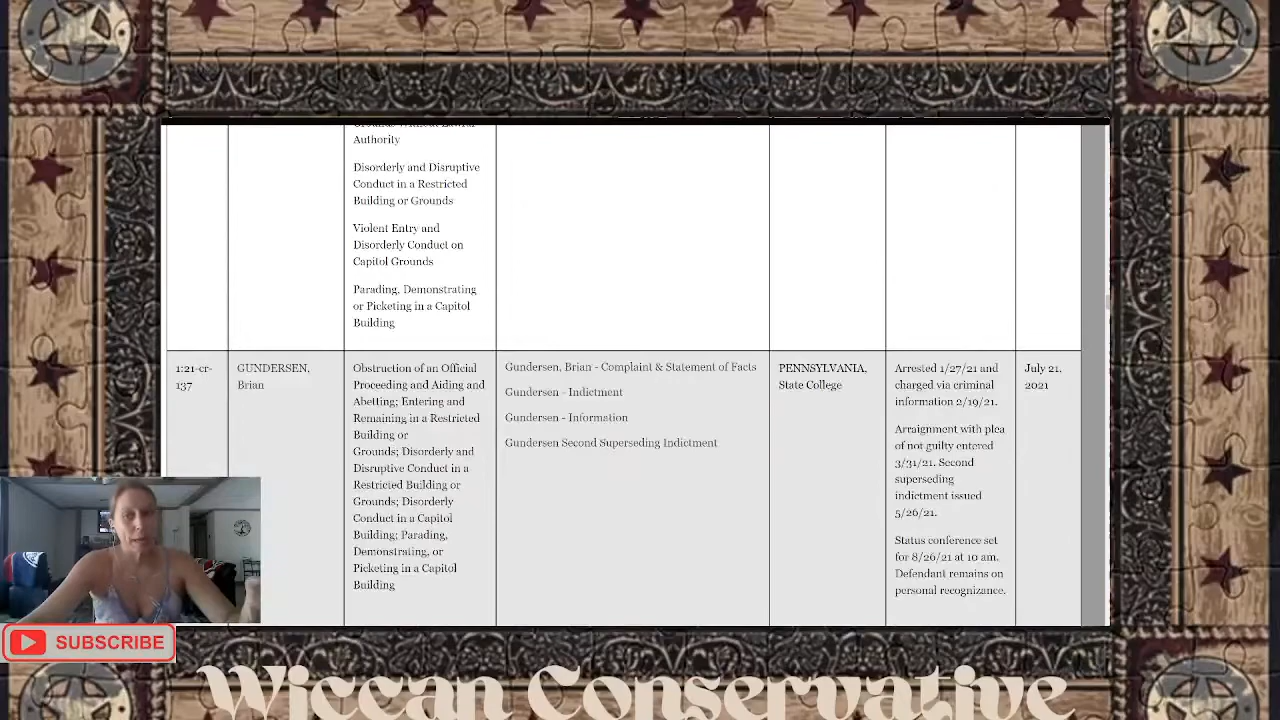 Grounds Without Lawful
Authority
Disorderly and Disruptive
Conduct in a Restricted
Building or Grounds
Violent Entry and
Disorderly Conduct on
Capitol Grounds
Parading, Demonstrating
or Picketing in a Capitol
Building
1:21-cr-
137
GUNDERSEN,
Brian
Obstruction of an Official
Proceeding and Aiding and
Abetting; Entering and
Remaining in a Restricted
Building or
Grounds; Disorderly and
Disruptive Conduct in a
Restricted Building or
Grounds; Disorderly
Conduct in a Capitol
Building; Parading,
Demonstrating, or
Picketing in a Capitol
Building
Gundersen, Brian - Complaint & Statement of Facts
Gundersen - Indictment
Gundersen - Information
Gundersen Second Superseding Indictment
PENNSYLVANIA,
State College
Arrested 1/27/21 and
charged via criminal
information 2/19/21.
Arraignment with plea
of not guilty entered
3/31/21. Second
superseding
indictment issued
5/26/21.
Status conference set
for 8/26/21 at 10 am.
Defendant remains on
personal recognizance.
July 21,
2021
SUBSCRIBE
Wiccan Conservative